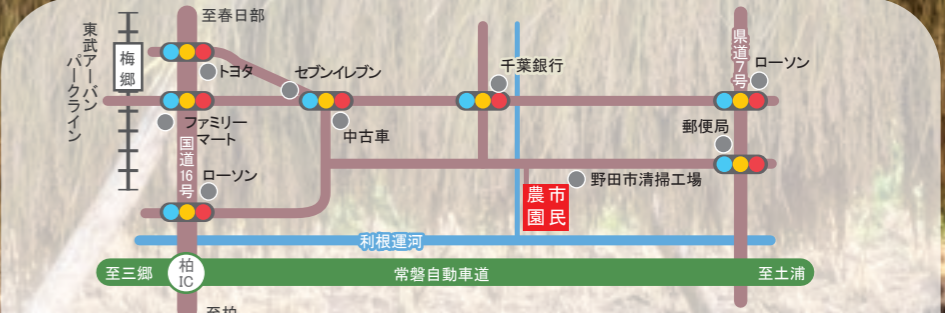 至春日部
東武アーバン
パークライン
梅郷
トヨタ
セブンイレブン
千葉銀行
県道7号
ローソン
ファミリー
マート
中古車
郵便局
国道16号
ローソン
野田市清掃工場
市民
農園
利根運河
至三郷
柏
IC
常磐自動車道
至土浦
至柏